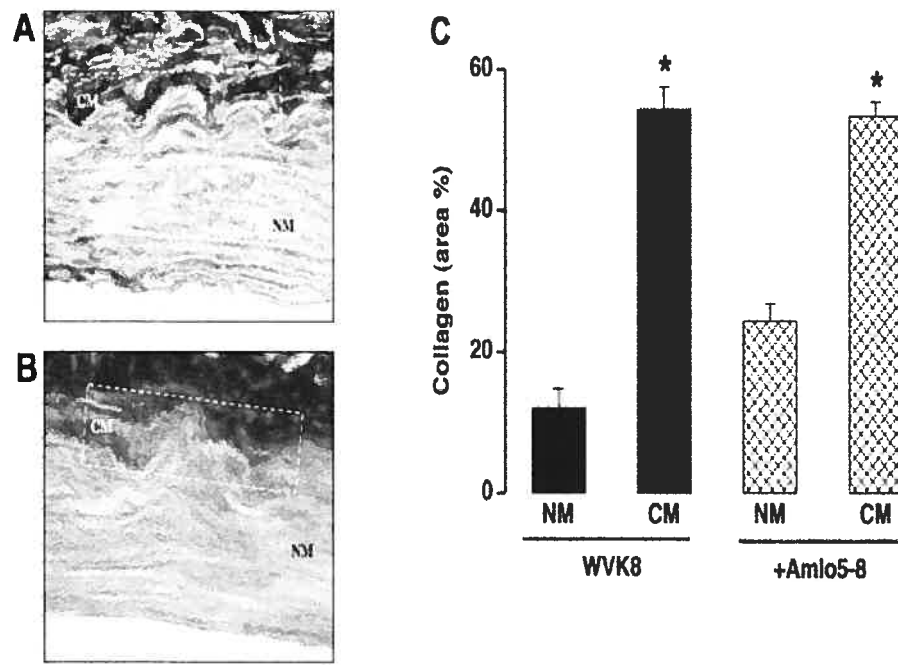 A
CM
NM
B
CM
NM
C
Collagen (area %)
60
40
20
0
*
*
NM CM NM CM
WVK8 +Amlo5-8